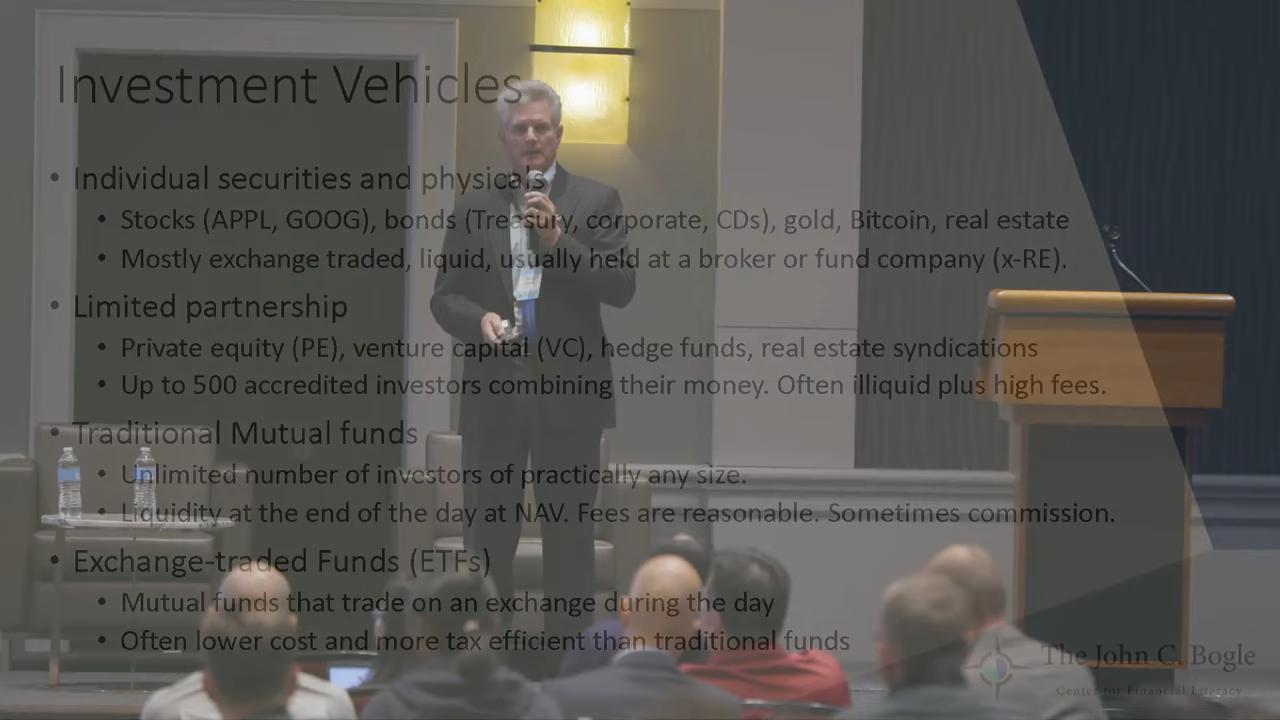 Investment Vehicles
• Individual securities and physicals
• Stocks (APPL, GOOG), bonds (Treasury, corporate, CDs), gold, Bitcoin, real estate
• Mostly exchange traded, liquid, usually held at a broker or fund company (x-RE).
• Limited partnership
• Private equity (PE), venture capital (VC), hedge funds, real estate syndications
• Up to 500 accredited investors combining their money. Often illiquid plus high fees.
• Traditional Mutual funds
• Unlimited number of investors of practically any size.
• Liquidity at the end of the day at NAV. Fees are reasonable. Sometimes commission.
• Exchange-traded Funds (ETFs)
• Mutual funds that trade on an exchange during the day
• Often lower cost and more tax efficient than traditional funds
The John C. Bogle
Center for Financial Literacy